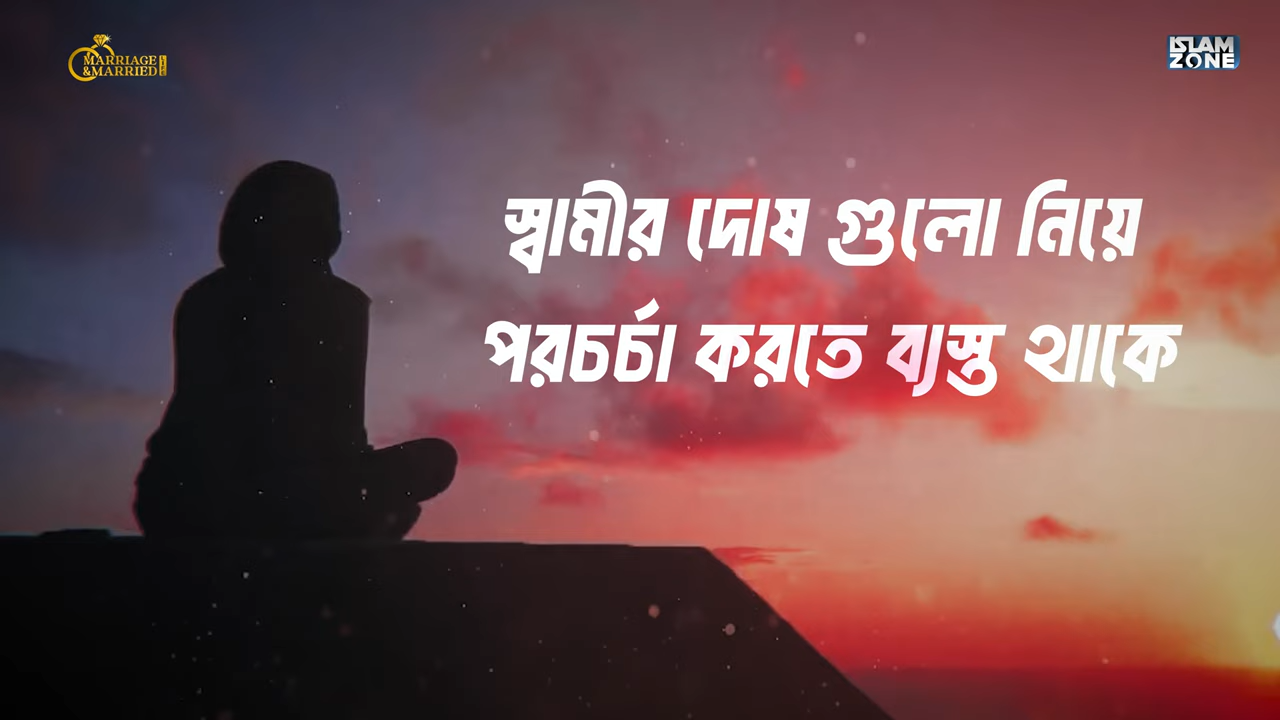 MARRIAGE
&MARRIED
ISLAM
ZONE
স্বামীর দোষ গুলো নিয়ে
পরচর্চা করতে ব্যস্ত থাকে